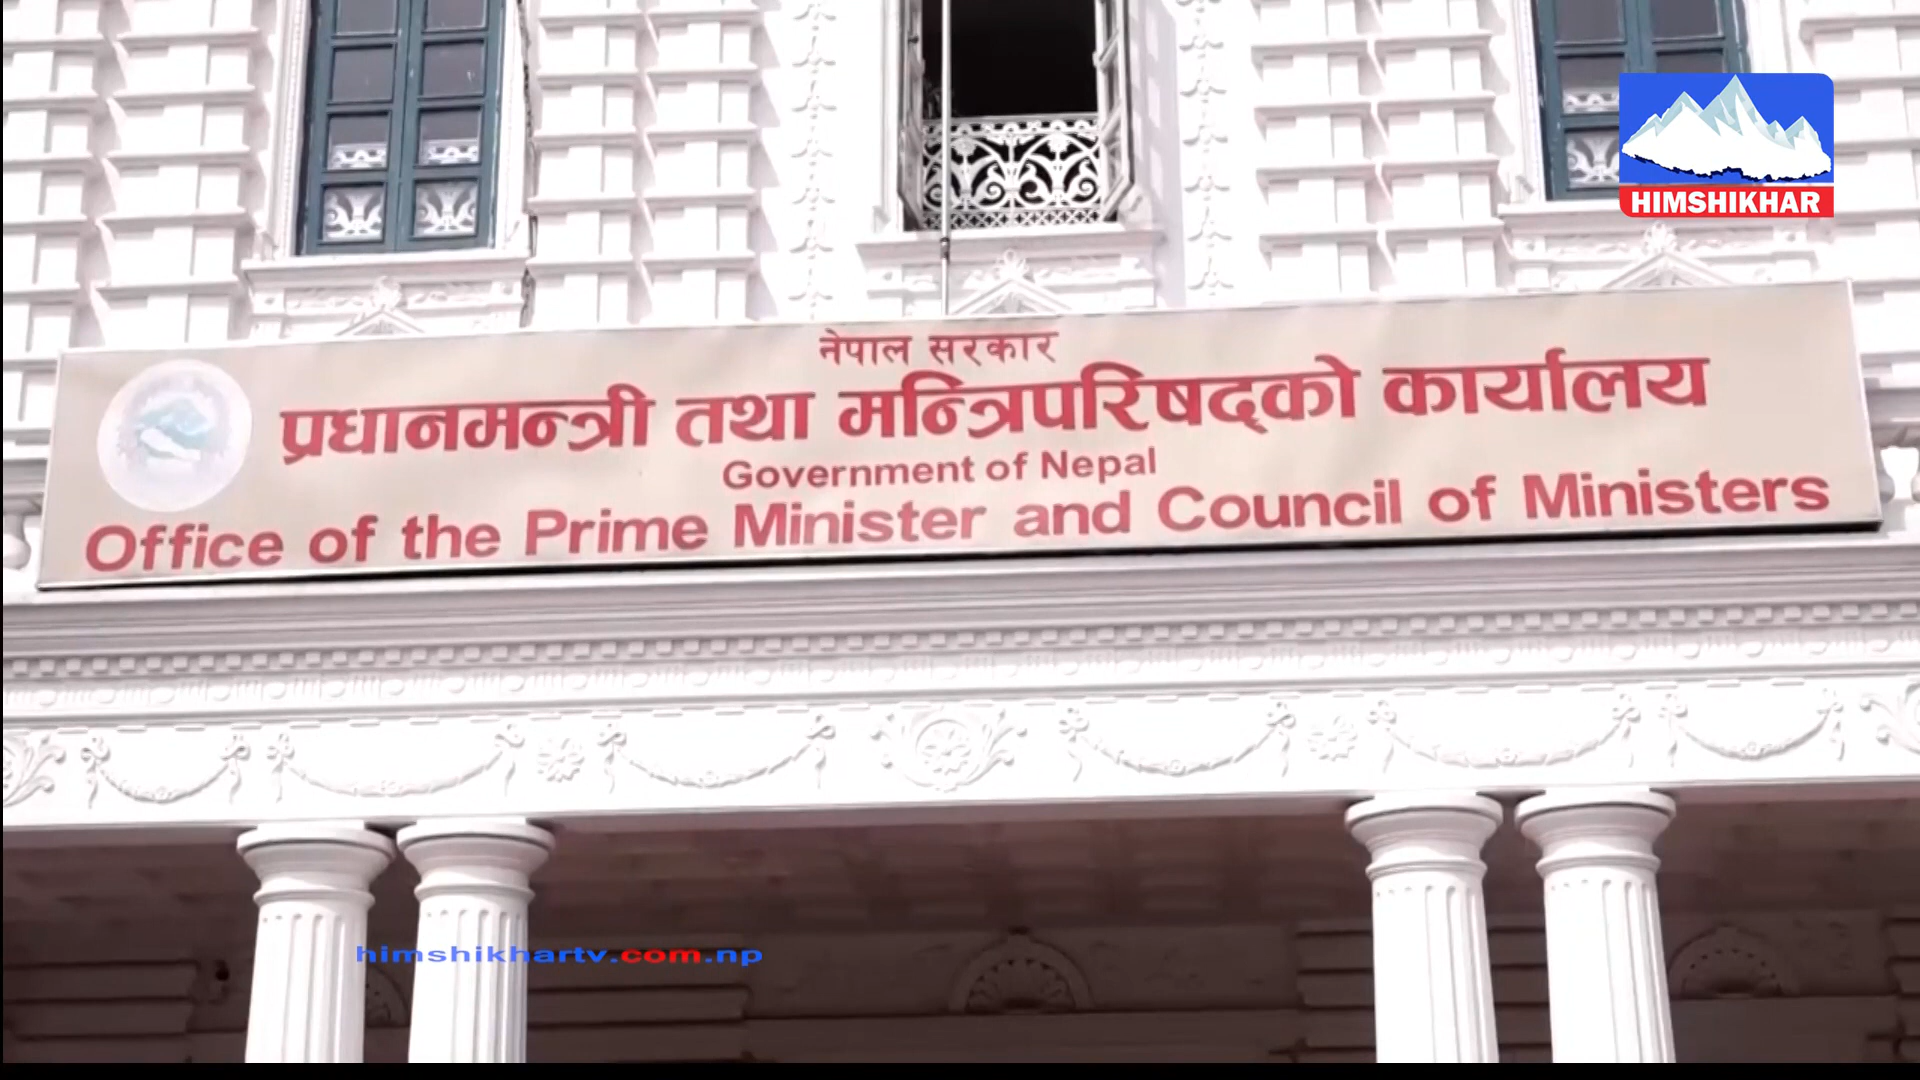 HIMSHIKHAR
नेपाल सरकार
प्रधानमन्त्री तथा मन्त्रिपरिषद्को कार्यालय
Government of Nepal
Office of the Prime Minister and Council of Ministers
himshikhartv.com.np